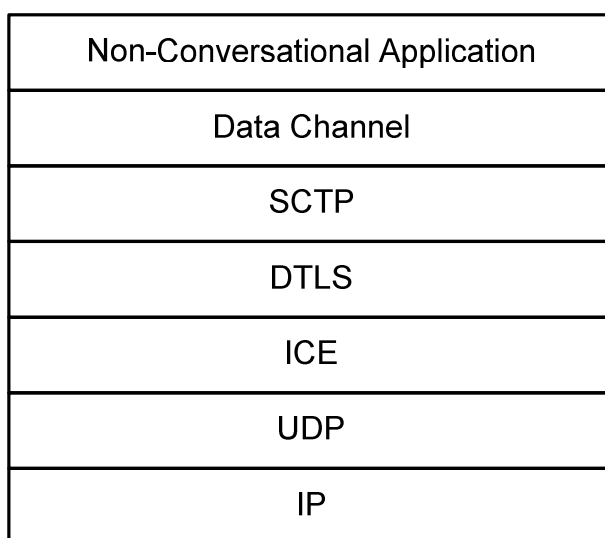 Non-Conversational Application
Data Channel
SCTP
DTLS
ICE
UDP
IP